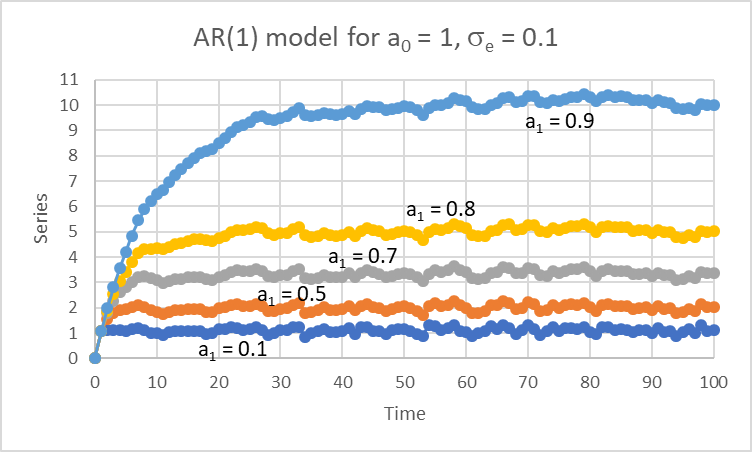 AR(1) model for a₀ = 1, σₑ = 0.1
11
10
9
8
7
6
5
4
3
2
1
0
Series
a₁ = 0.9
a₁ = 0.8
a₁ = 0.7
a₁ = 0.5
a₁ = 0.1
0 10 20 30 40 50 60 70 80 90 100
Time